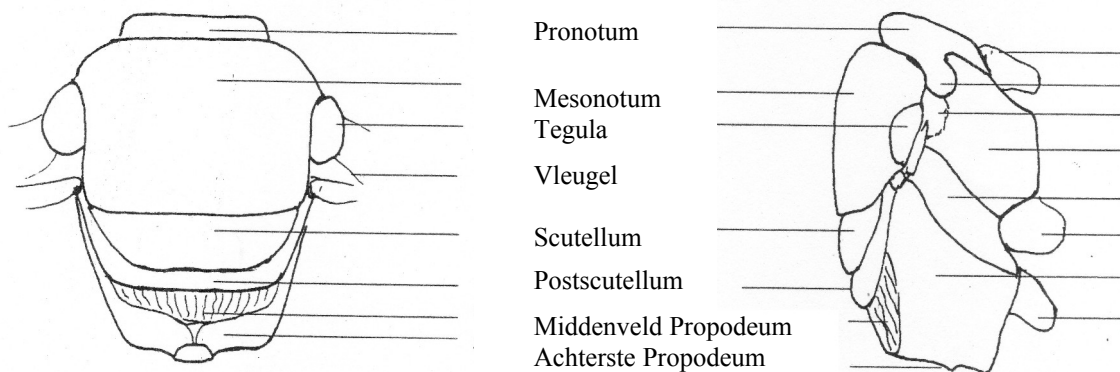 Pronotum
Mesonotum
Tegula
Vleugel
Scutellum
Postscutellum
Middenveld Propodeum
Achterste Propodeum